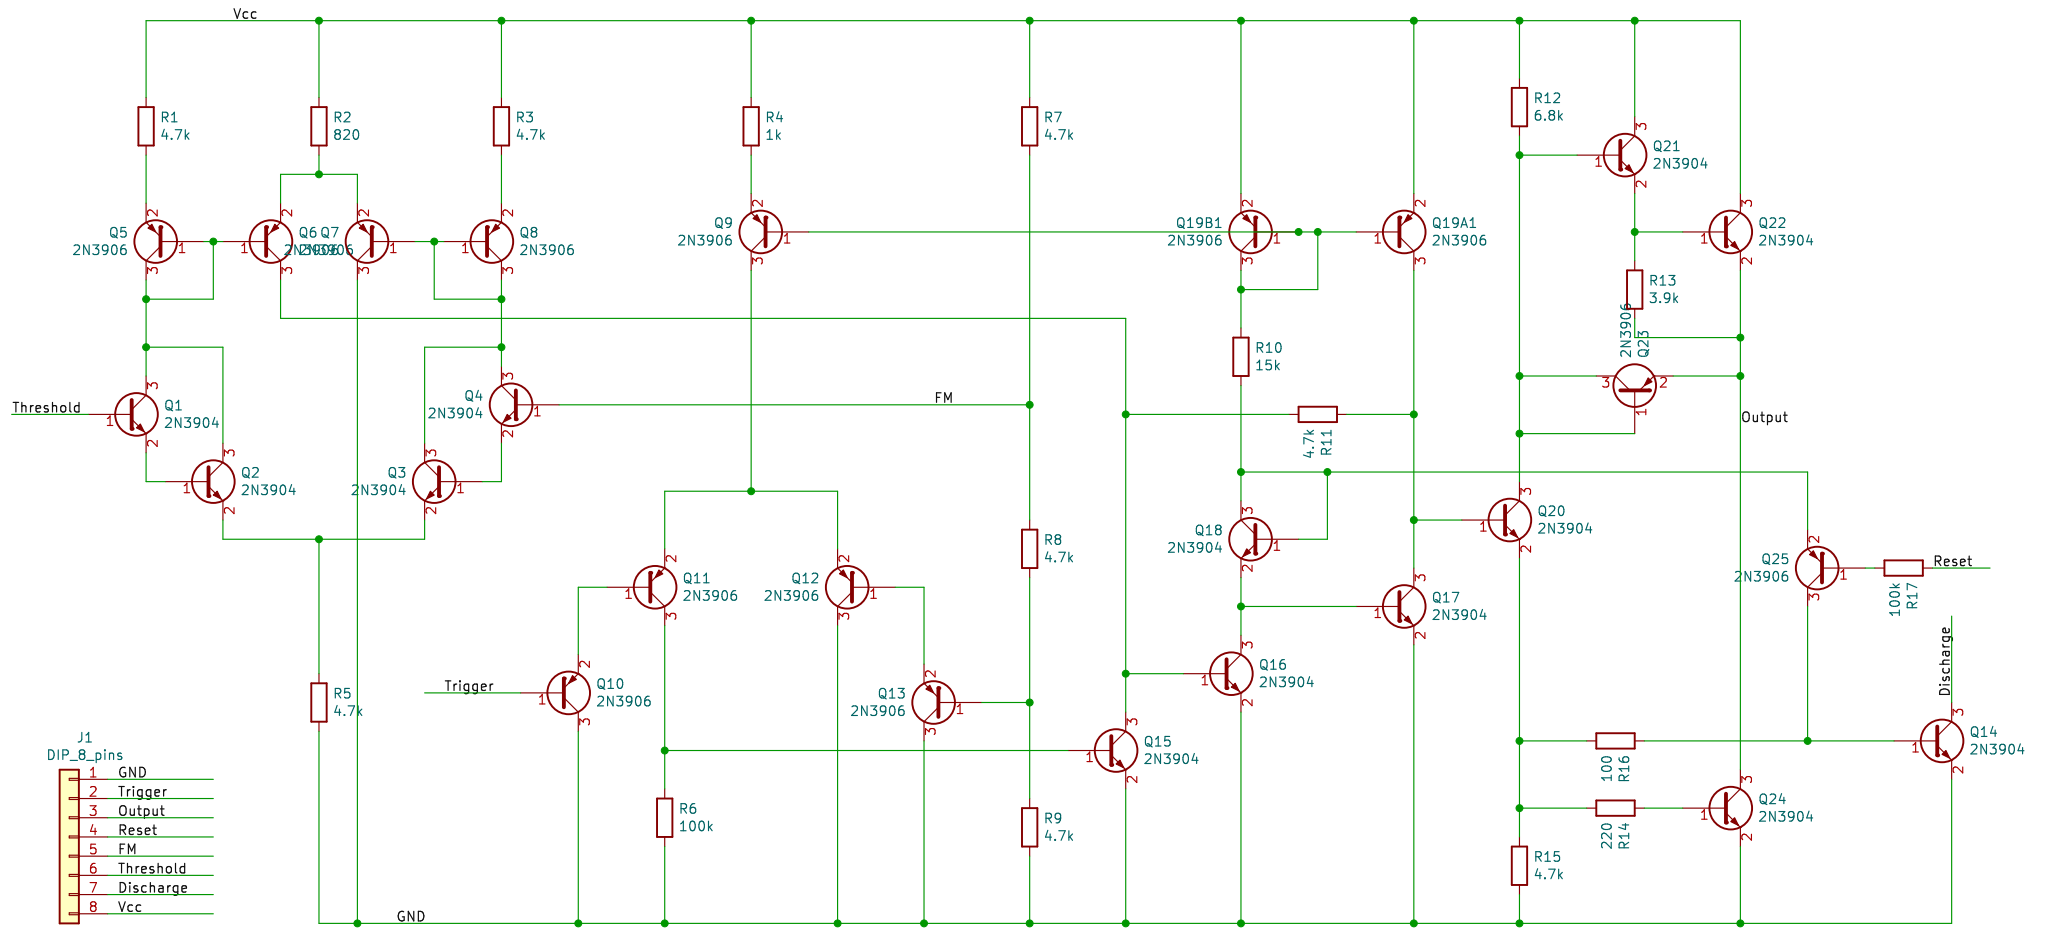 Vcc
R1
4.7k
R2
820
R3
4.7k
R4
1k
R7
4.7k
R12
6.8k
Q21
2N3904
Q5
2N3906
Q6
2N3906
Q7
2N3906
Q8
2N3906
Q9
2N3906
Q19B1
2N3906
Q19A1
2N3906
Q22
2N3904
R13
3.9k
2N3906
Q23
R10
15k
Threshold
Q1
2N3904
Q4
2N3904
FM
4.7k
R11
Output
Q2
2N3904
Q3
2N3904
Q18
2N3904
Q20
2N3904
R8
4.7k
Q25
2N3906
100k
R17
Reset
Q11
2N3906
Q12
2N3906
Q17
2N3904
Discharge
Trigger
Q10
2N3906
Q13
2N3906
Q16
2N3904
R5
4.7k
Q15
2N3904
100
R16
Q14
2N3904
R6
100k
R9
4.7k
220
R14
Q24
2N3904
R15
4.7k
J1
DIP_8_pins
1 GND
2 Trigger
3 Output
4 Reset
5 FM
6 Threshold
7 Discharge
8 Vcc
GND